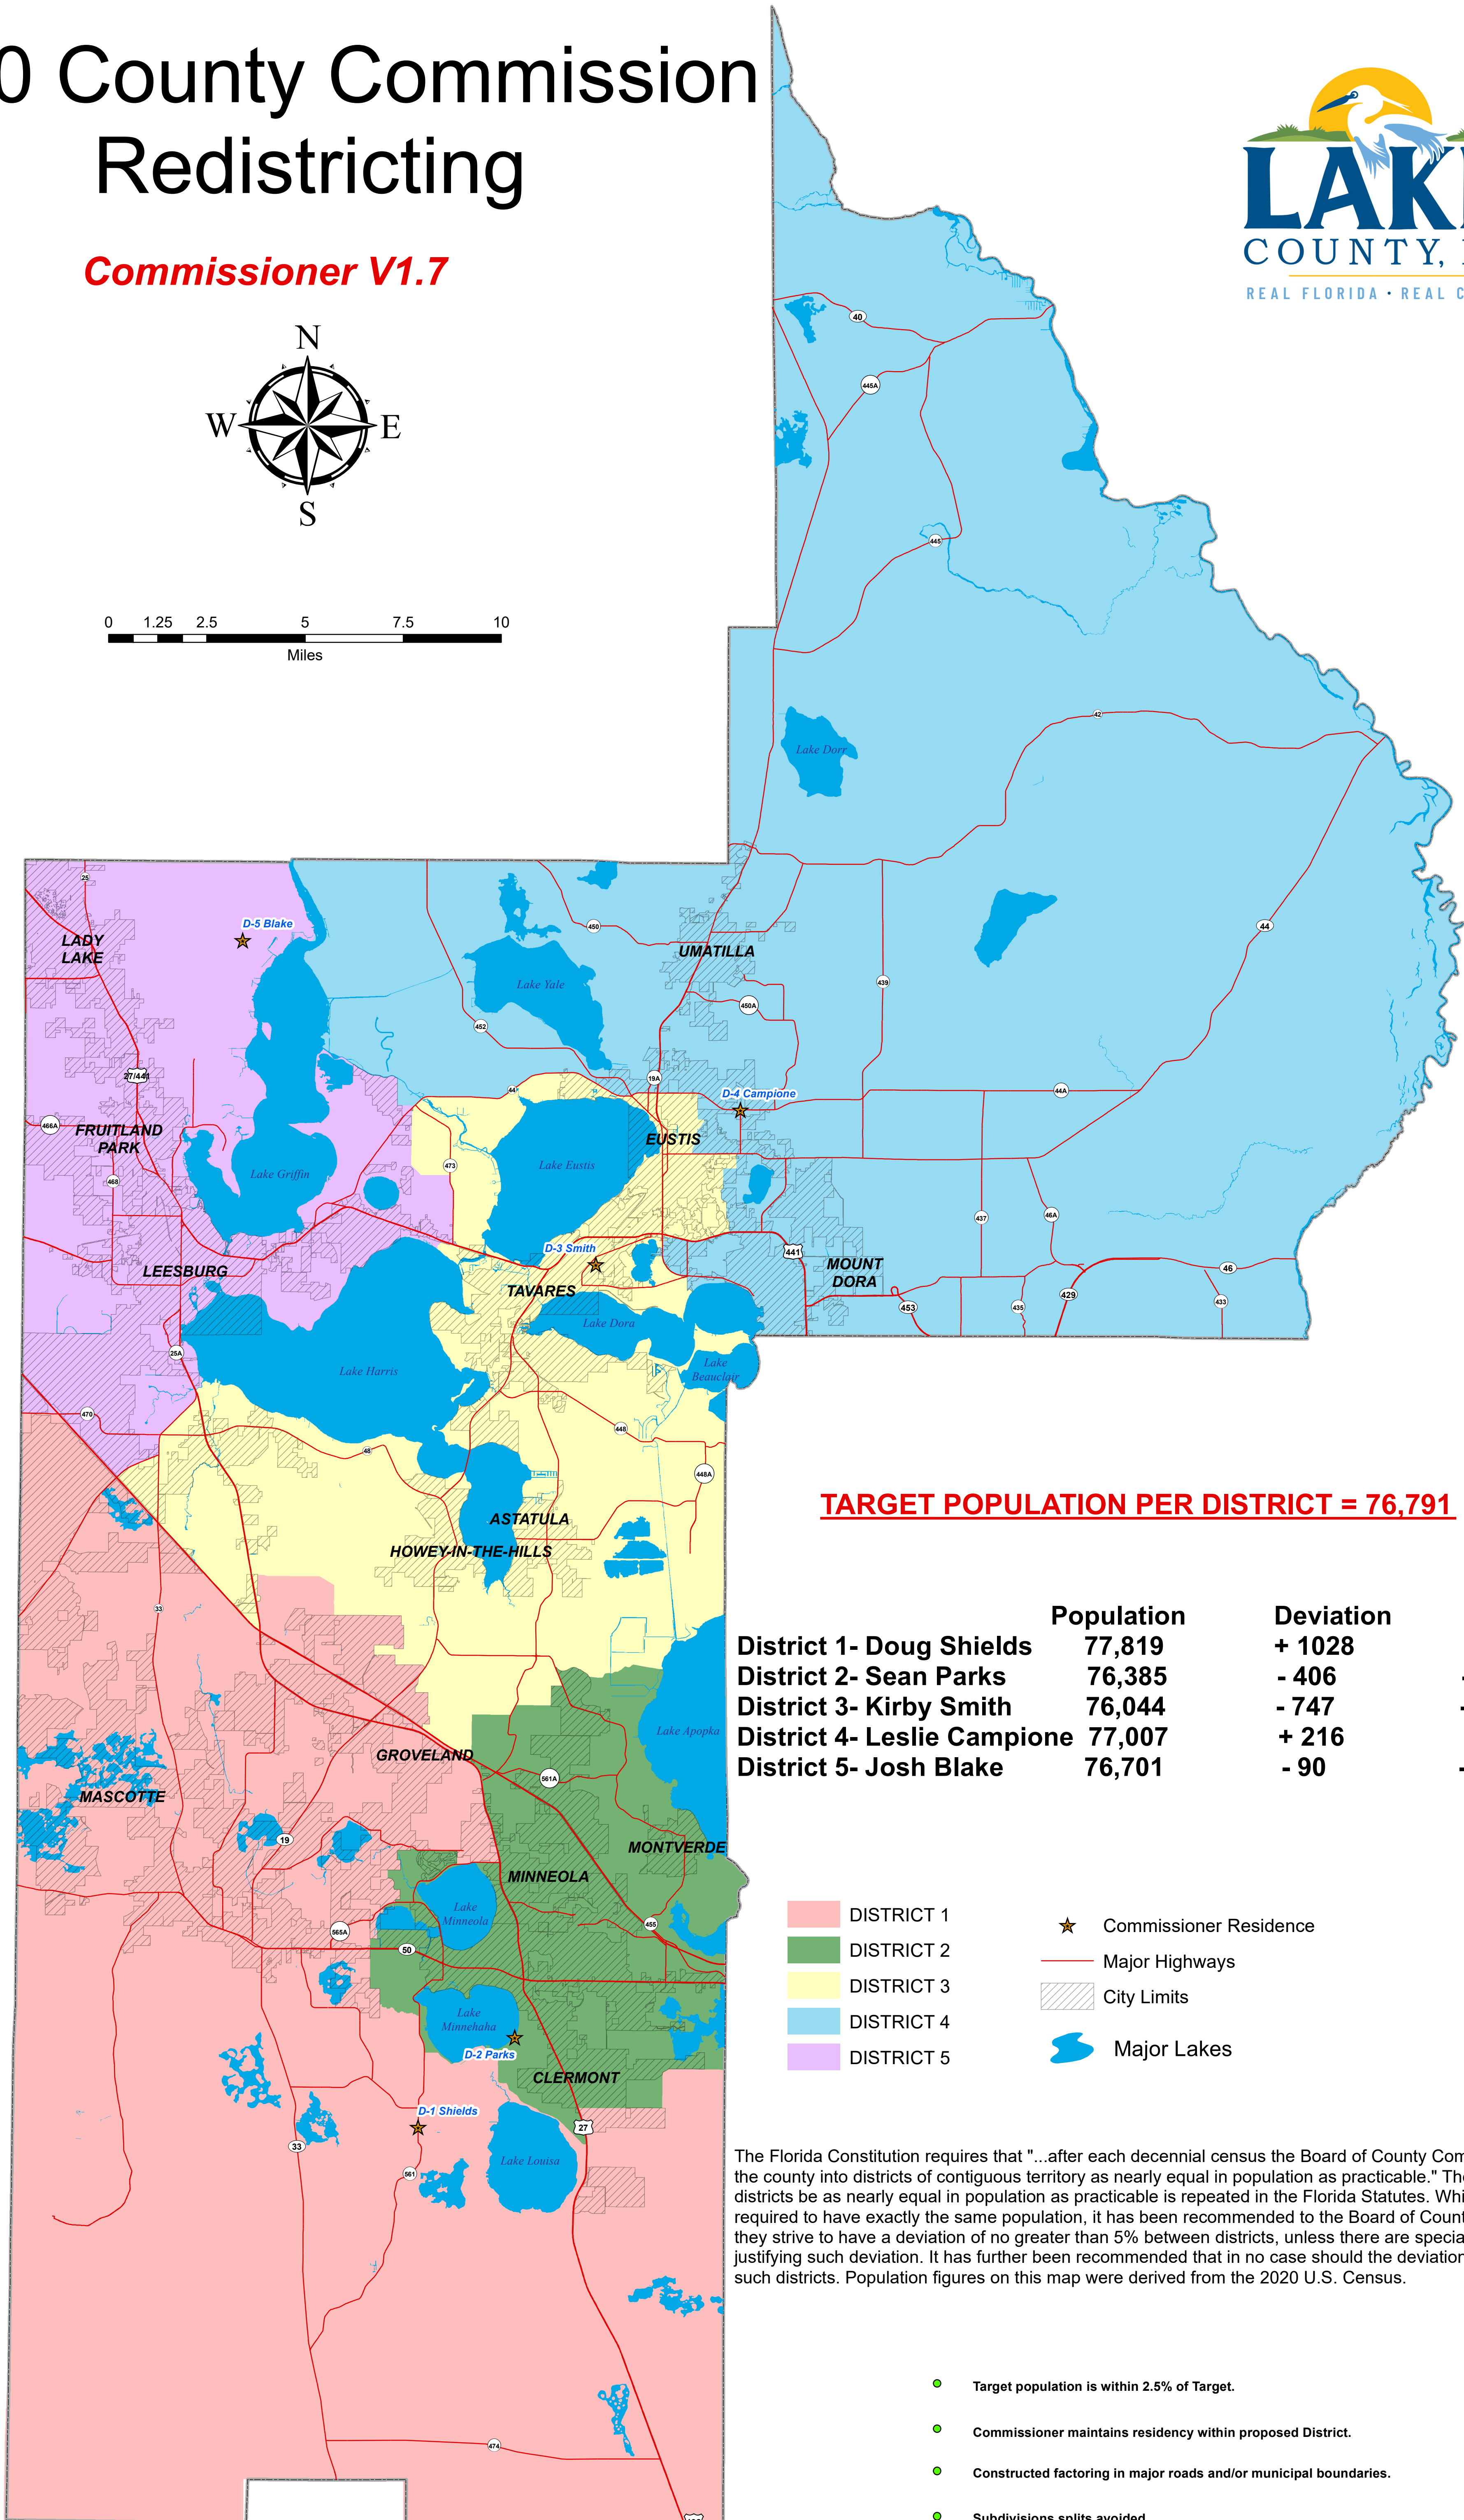 0 County Commission
Redistricting
Commissioner V1.7
N
W
E
S
0 1.25 2.5 5 7.5 10
Miles
LAK
COUNTY,
REAL FLORIDA • REAL C
40
445A
445
42
Lake Dorr
25
D-5 Blake
LADY
LAKE
450
UMATILLA
44
Lake Yale
439
450A
452
27/441
19A
44
D-4 Campione
44A
466A
FRUITLAND
PARK
EUSTIS
473
Lake Eustis
Lake Griffin
468
437
46A
D-3 Smith
441
MOUNT
DORA
LEESBURG
46
TAVARES
429
453
435
433
Lake Dora
25A
Lake Harris
Lake
Beauclair
470
448
48
448A
TARGET POPULATION PER DISTRICT = 76,791
ASTATULA
HOWEY-IN-THE-HILLS
33
Population Deviation
District 1- Doug Shields 77,819 + 1028
District 2- Sean Parks 76,385 - 406 -
District 3- Kirby Smith 76,044 - 747 -
District 4- Leslie Campione 77,007 + 216
District 5- Josh Blake 76,701 - 90 -
Lake Apopka
GROVELAND
561A
MASCOTTE
19
MONTVERDE
MINNEOLA
Lake
Mineola
455
565A
50
DISTRICT 1
DISTRICT 2
DISTRICT 3
DISTRICT 4
DISTRICT 5
Commissioner Residence
Major Highways
City Limits
Major Lakes
Lake
Minnehaha
D-2 Parks
CLERMONT
D-1 Shields
27
33
Lake Louisa
561
The Florida Constitution requires that "...after each decennial census the Board of County Com
the county into districts of contiguous territory as nearly equal in population as practicable." The
districts be as nearly equal in population as practicable is repeated in the Florida Statutes. Whi
required to have exactly the same population, it has been recommended to the Board of Count
they strive to have a deviation of no greater than 5% between districts, unless there are specia
justifying such deviation. It has further been recommended that in no case should the deviation
such districts. Population figures on this map were derived from the 2020 U.S. Census.
Target population is within 2.5% of Target.
Commissioner maintains residency within proposed District.
474
Constructed factoring in major roads and/or municipal boundaries.
Subdivisions splits avoided